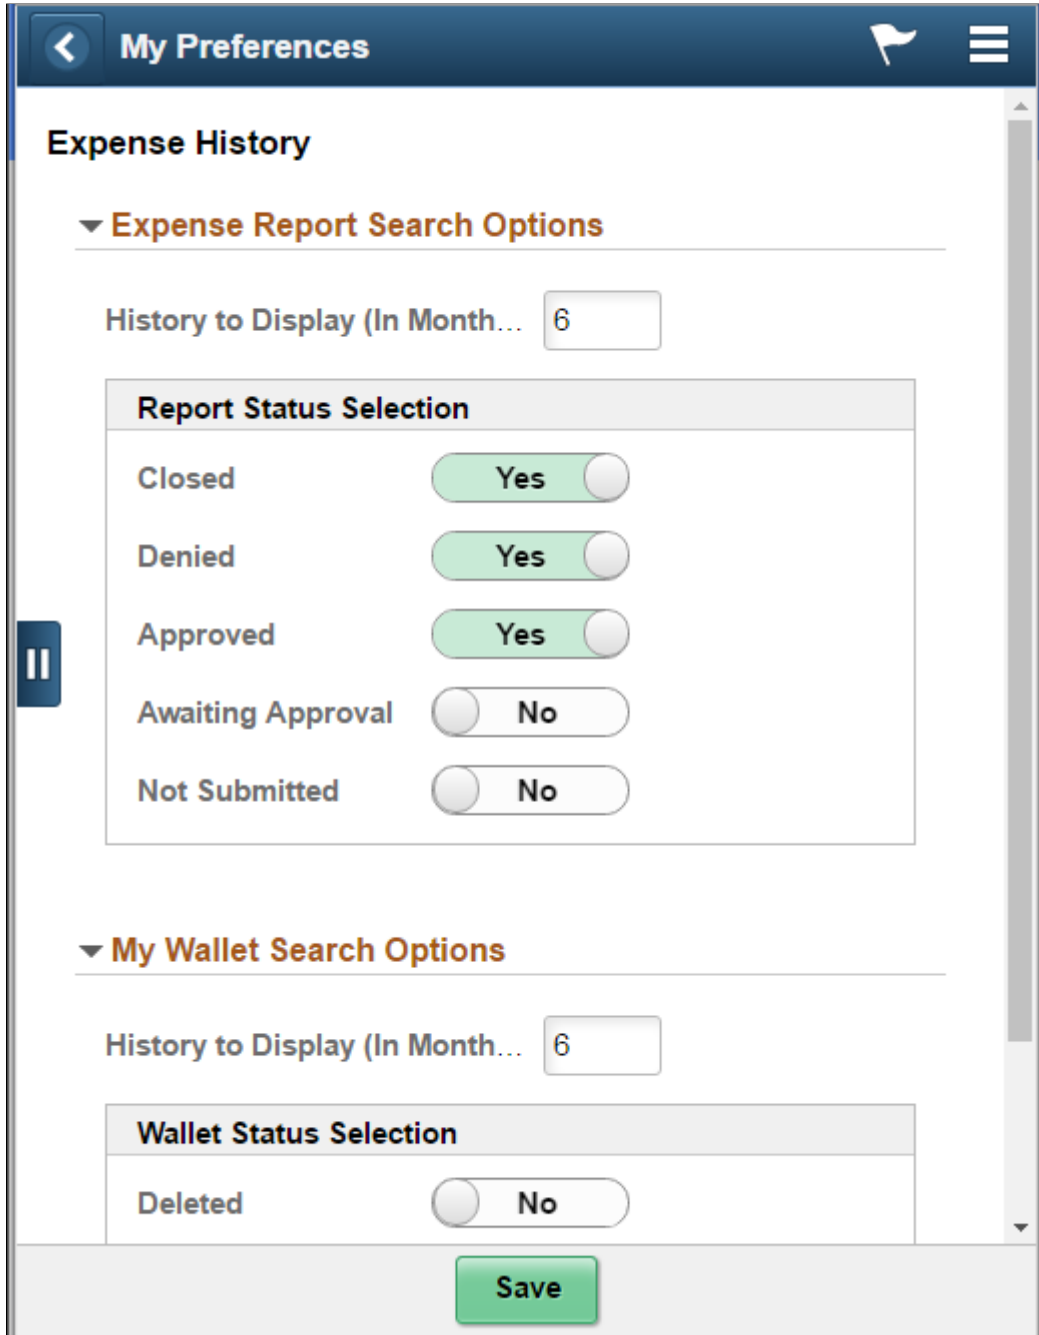 My Preferences
Expense History
Expense Report Search Options
History to Display (In Month... 6
Report Status Selection
Closed Yes
Denied Yes
Approved Yes
Awaiting Approval No
Not Submitted No
My Wallet Search Options
History to Display (In Month... 6
Wallet Status Selection
Deleted No
Save